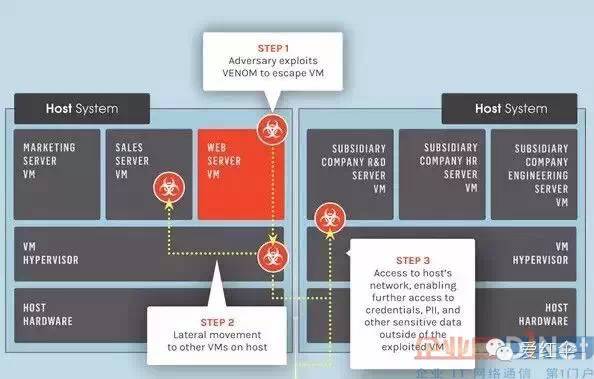 STEP 1
Adversary exploits
VENOM to escape VM
Host System
MARKETING
SERVER
VM
SALES
SERVER
VM
WEB
SERVER
VM
VM
HYPERVISOR
HOST
HARDWARE
STEP 2
Lateral movement
to other VMs on host
Host System
SUBSIDIARY
COMPANY R&D
SERVER
VM
SUBSIDIARY
COMPANY HR
SERVER
VM
SUBSIDIARY
COMPANY
ENGINEERING
SERVER
VM
STEP 3
Access to host's
network, enabling
further access to
credentials, PII, and
other sensitive data
outside of the
exploited VM
VM
HYPERVISOR
HOST
HARDWARE
爱红伞
企业 IT 网络通信 第1门户